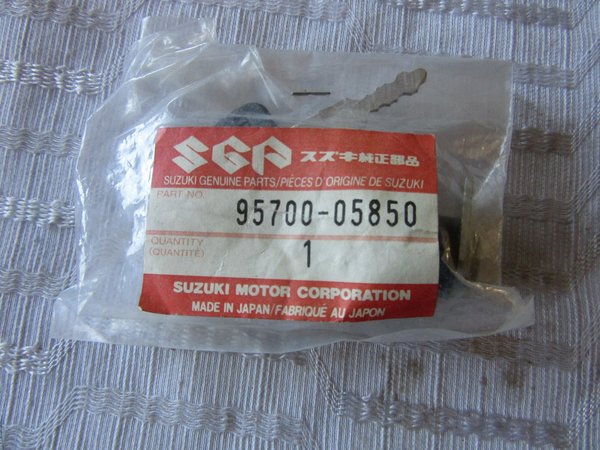 SGP スズキ純正部品
SUZUKI GENUINE PARTS/PIÈCES D'ORIGINE DE SUZUKI
PART NO. 95700-05850
QUANTITY
(QUANTITÉ) 1
SUZUKI MOTOR CORPORATION
MADE IN JAPAN/FABRIQUÉ AU JAPON